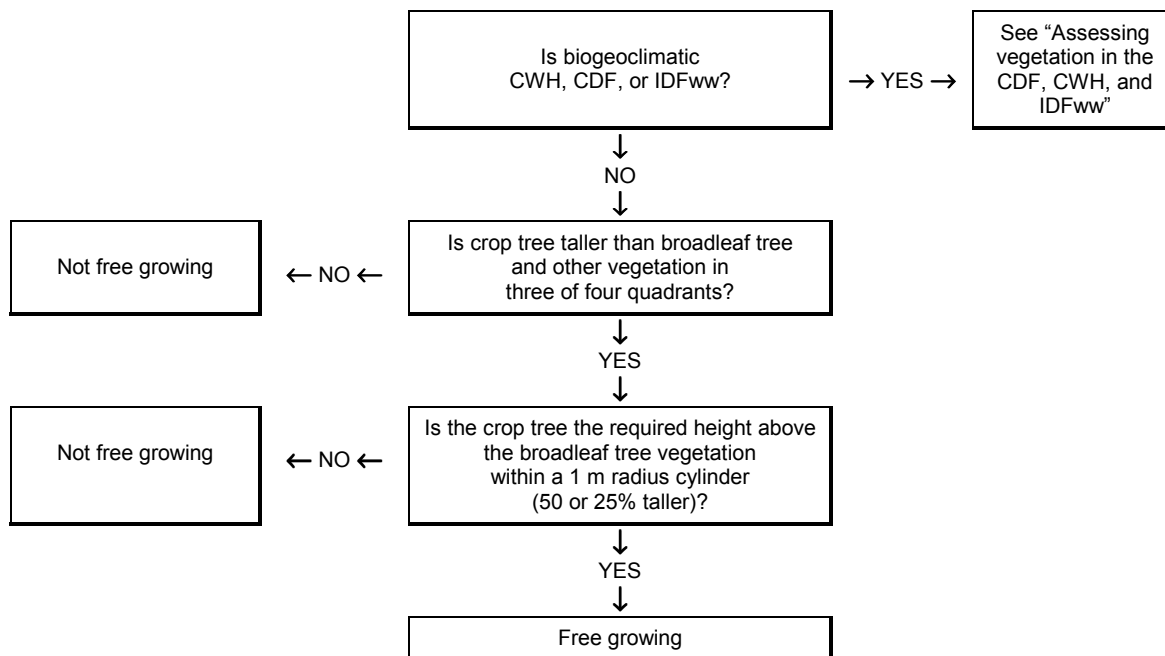 Is biogeoclimatic
CWH, CDF, or IDFww?
→ YES →
See “Assessing
vegetation in the
CDF, CWH, and
IDFww”
↓
NO
↓
Is crop tree taller than broadleaf tree
and other vegetation in
three of four quadrants?
← NO ←
Not free growing
↓
YES
↓
Is the crop tree the required height above
the broadleaf tree vegetation
within a 1 m radius cylinder
(50 or 25% taller)?
← NO ←
Not free growing
↓
YES
↓
Free growing